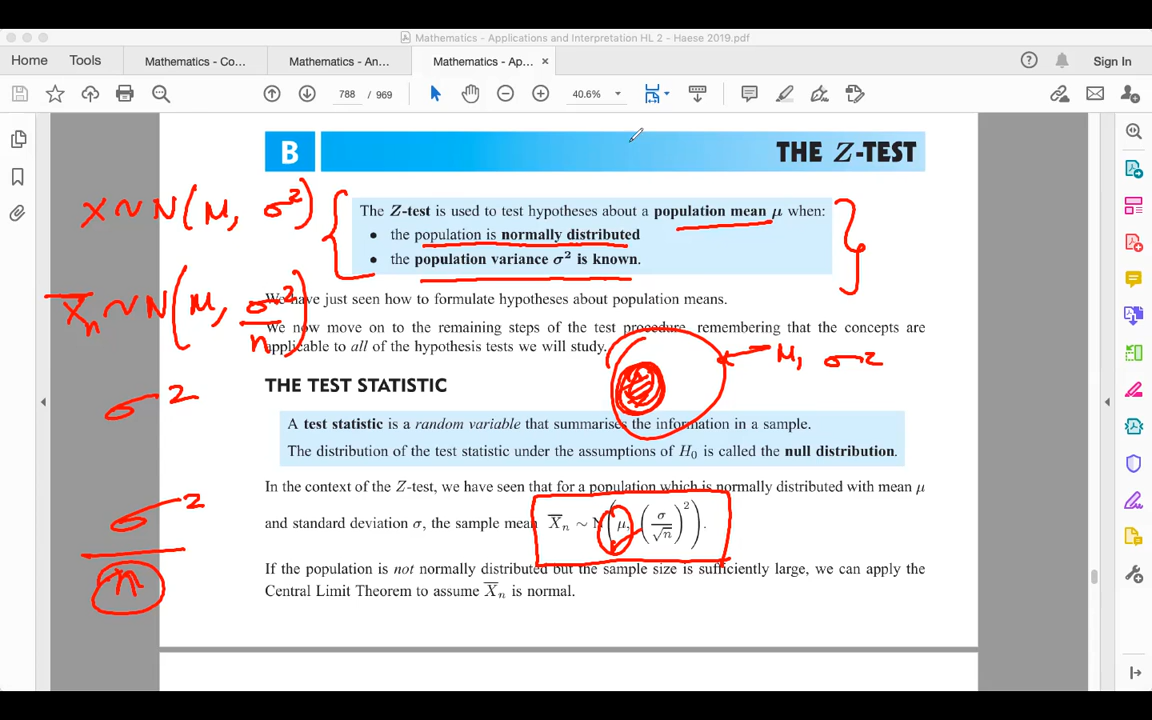 Mathematics - Applications and Interpretation HL 2 - Haese 2019.pdf
Home Tools Mathematics - Co... Mathematics - An... Mathematics - Ap... × ? Sign In
788 / 969 40.6%
B THE Z-TEST
X ~ N(μ, σ²)
The Z-test is used to test hypotheses about a population mean μ when:
• the population is normally distributed
• the population variance σ² is known.
X̄ₙ ~ N(μ, σ²/n)
We have just seen how to formulate hypotheses about population means.
We now move on to the remaining steps of the test procedure, remembering that the concepts are
applicable to all of the hypothesis tests we will study.
μ, σ²
THE TEST STATISTIC
σ²
A test statistic is a random variable that summarises the information in a sample.
The distribution of the test statistic under the assumptions of H₀ is called the null distribution.
In the context of the Z-test, we have seen that for a population which is normally distributed with mean μ
and standard deviation σ, the sample mean X̄ₙ ~ N(μ, (σ/√n)²).
σ²/n
If the population is not normally distributed but the sample size is sufficiently large, we can apply the
Central Limit Theorem to assume X̄ₙ is normal.